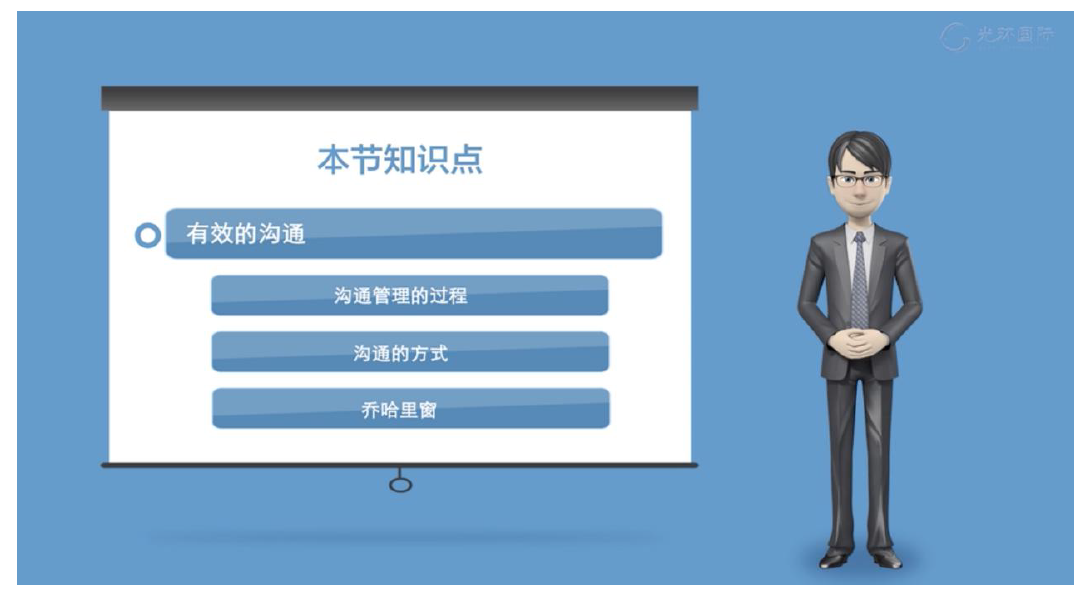 光环国际
本节知识点
有效的沟通
沟通管理的过程
沟通的方式
乔哈里窗